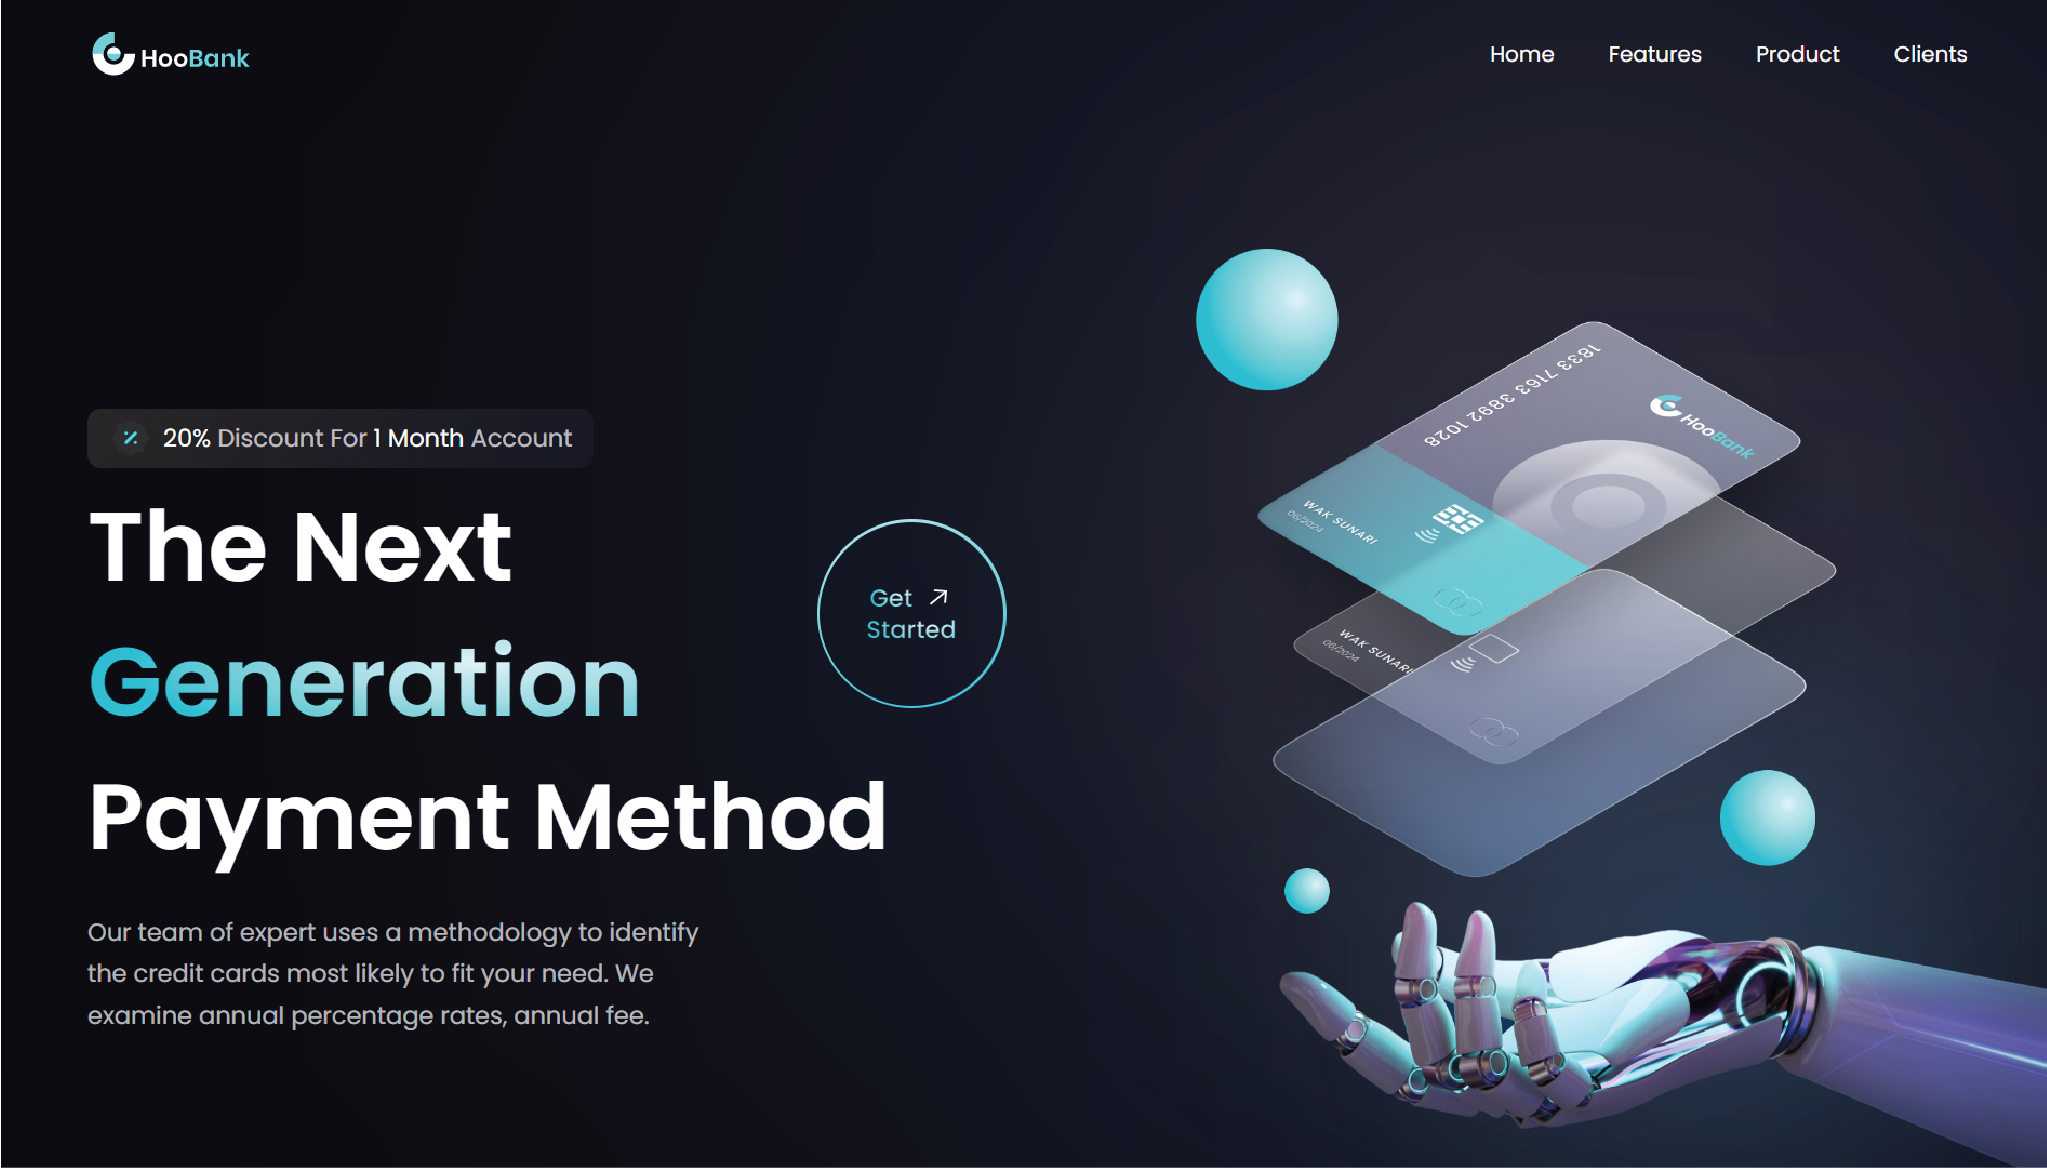 HooBank
Home Features Product Clients
20% Discount For 1 Month Account
The Next
Generation
Payment Method
Get
Started
Our team of expert uses a methodology to identify
the credit cards most likely to fit your need. We
examine annual percentage rates, annual fee.
1833 7163 3892 1028
HooBank
WAK SUNARI
06/2024
WAK SUNARI
06/2024